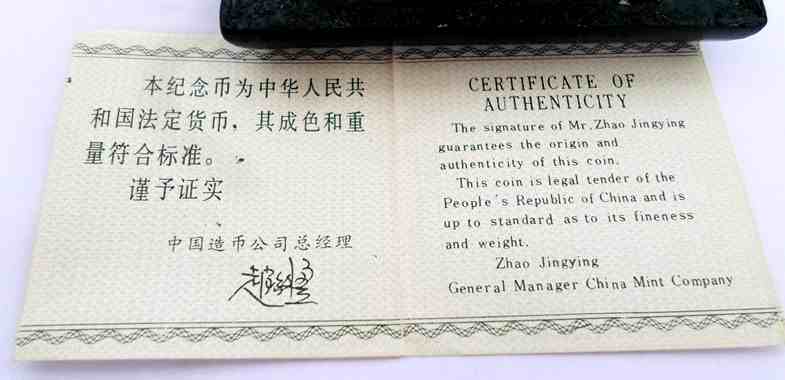 本纪念币为中华人民共
和国法定货币，其成色和重
量符合标准。
谨予证实
中国造币公司总经理
CERTIFICATE OF
AUTHENTICITY
The signature of Mr. Zhao Jingying
guarantees the origin and
authenticity of this coin.
This coin is legal tender of the
People's Republic of China and is
up to standard as to its fineness
and weight.
Zhao Jingying
General Manager China Mint Company